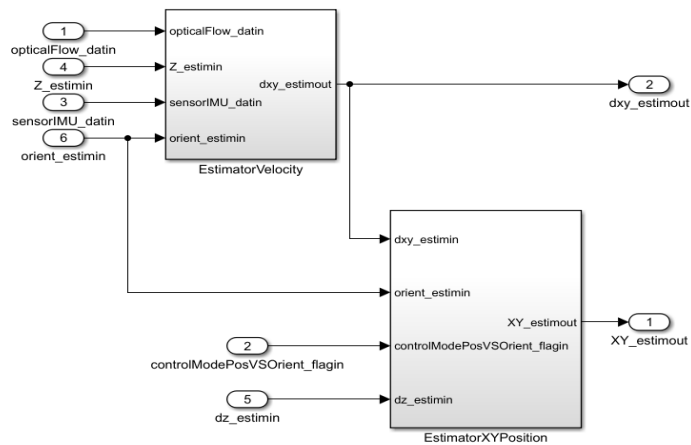 1
opticalFlow_datin
4
Z_estimin
3
sensorIMU_datin
6
orient_estimin
opticalFlow_datin
Z_estimin
sensorIMU_datin
orient_estimin
dxy_estimout
EstimatorVelocity
2
dxy_estimout
dxy_estimin
orient_estimin
controlModePosVSOrient_flagin
dz_estimin
XY_estimout
EstimatorXYPosition
2
controlModePosVSOrient_flagin
5
dz_estimin
1
XY_estimout